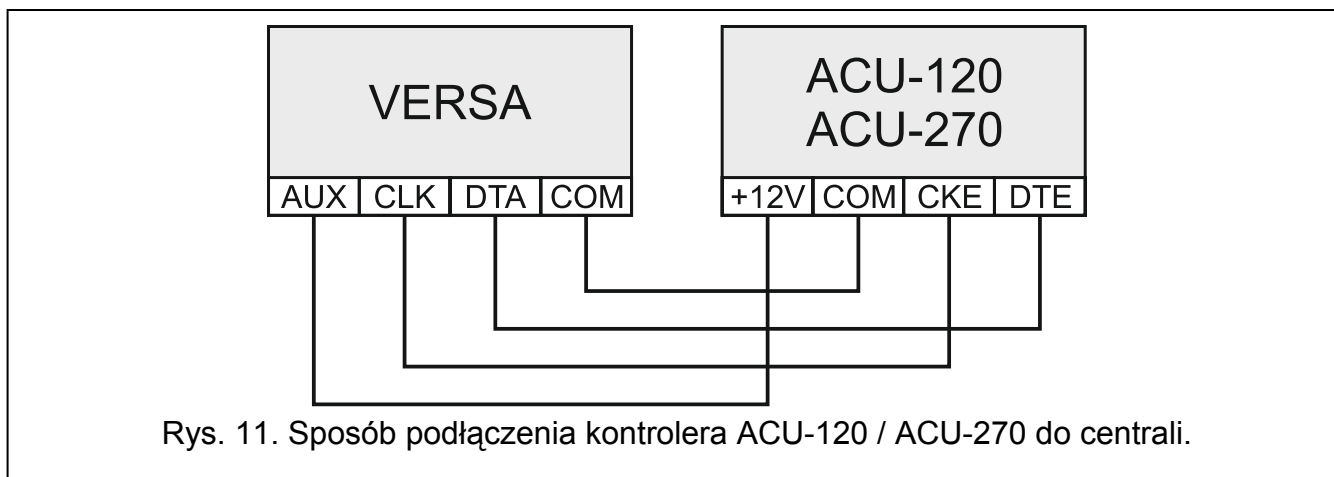 VERSA
AUX CLK DTA COM
ACU-120
ACU-270
+12V COM CKE DTE
Rys. 11. Sposób podłączenia kontrolera ACU-120 / ACU-270 do centrali.